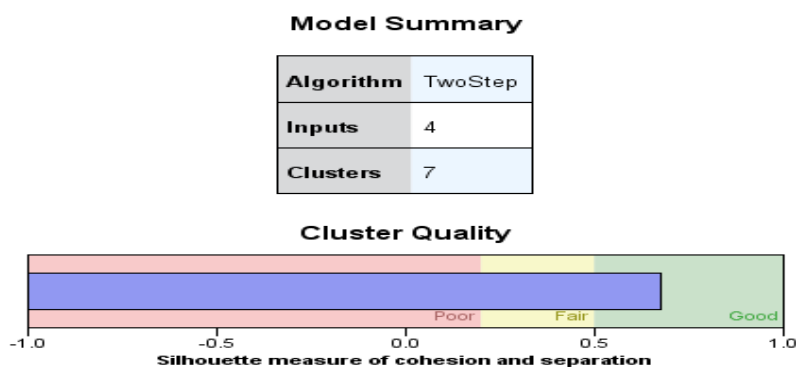 Model Summary
Algorithm TwoStep
Inputs 4
Clusters 7
Cluster Quality
Poor Fair Good
-1.0 -0.5 0.0 0.5 1.0
Silhouette measure of cohesion and separation